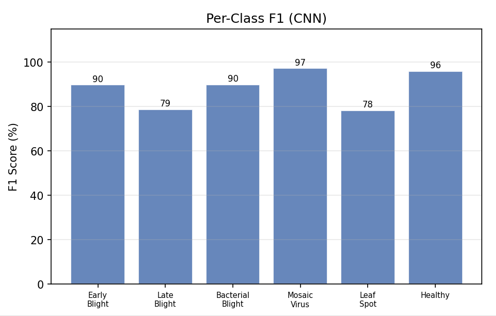 Per-Class F1 (CNN)
F1 Score (%)
100
80
60
40
20
0
90
79
90
97
78
96
Early
Blight
Late
Blight
Bacterial
Blight
Mosaic
Virus
Leaf
Spot
Healthy